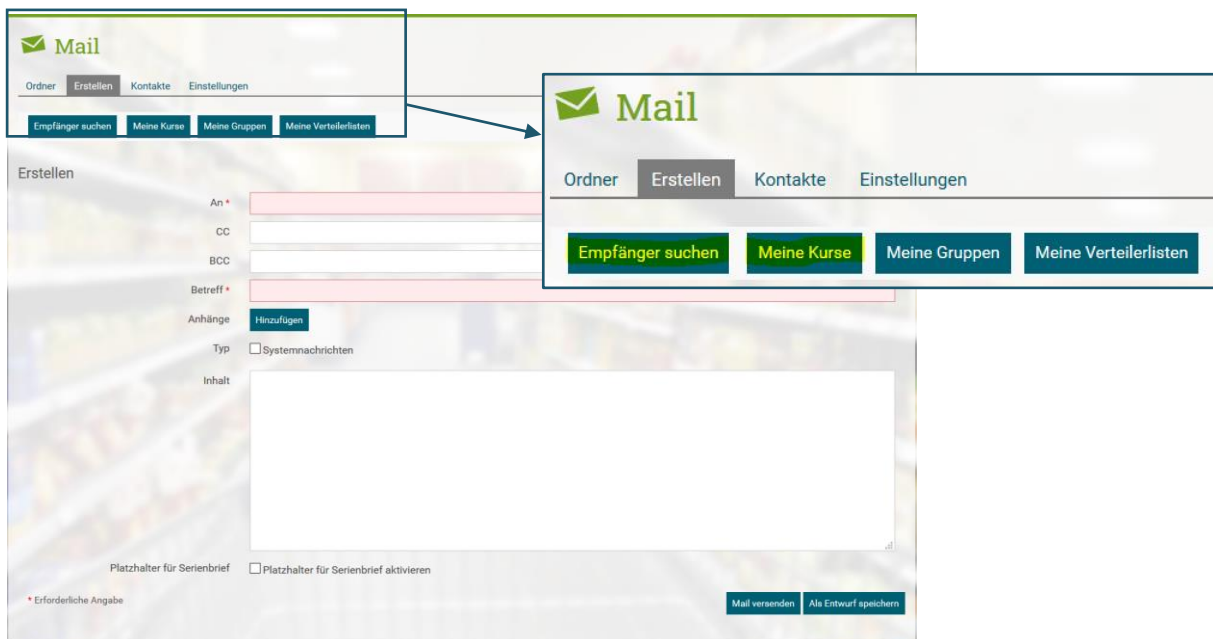 Mail
Ordner Erstellen Kontakte Einstellungen
Empfänger suchen Meine Kurse Meine Gruppen Meine Verteilerlisten
Mail
Ordner Erstellen Kontakte Einstellungen
Empfänger suchen Meine Kurse Meine Gruppen Meine Verteilerlisten
Erstellen
An *
CC
BCC
Betreff *
Anhänge Hinzufügen
Typ Systemnachrichten
Inhalt
Platzhalter für Serienbrief Platzhalter für Serienbrief aktivieren
* Erforderliche Angabe
Mail versenden Als Entwurf speichern